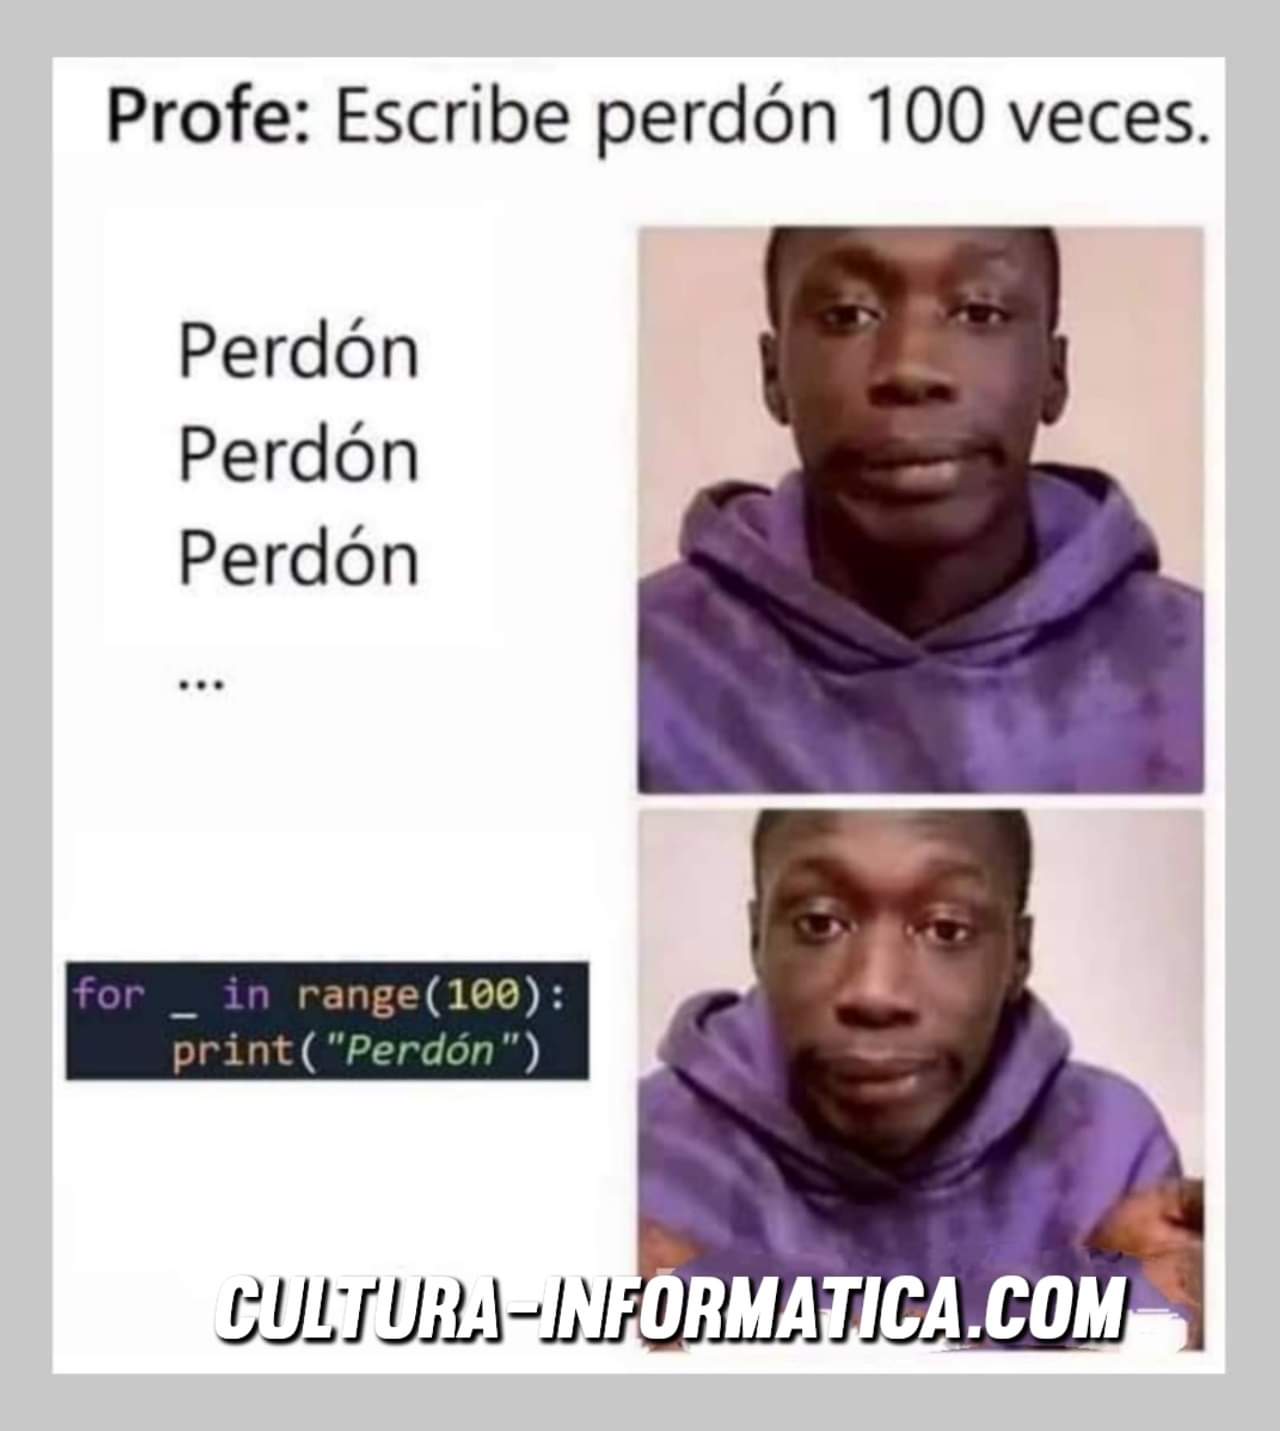 Profe: Escribe perdón 100 veces.
Perdón
Perdón
Perdón
...
for _ in range(100):
    print("Perdón")
CULTURA-INFORMATICA.COM